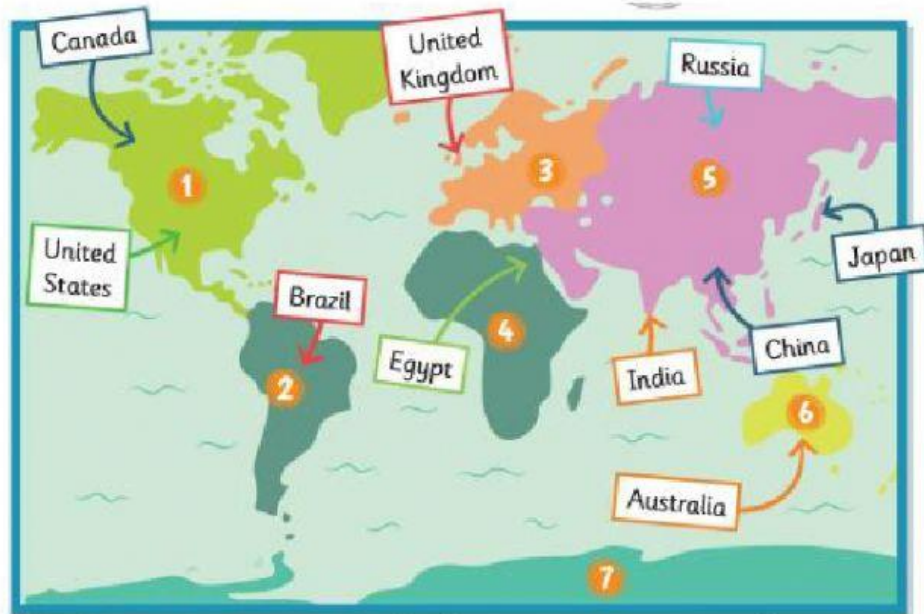 Canada
United
Kingdom
Russia
1
3
5
United
States
Japan
Brazil
Egypt
4
India
China
2
6
Australia
7